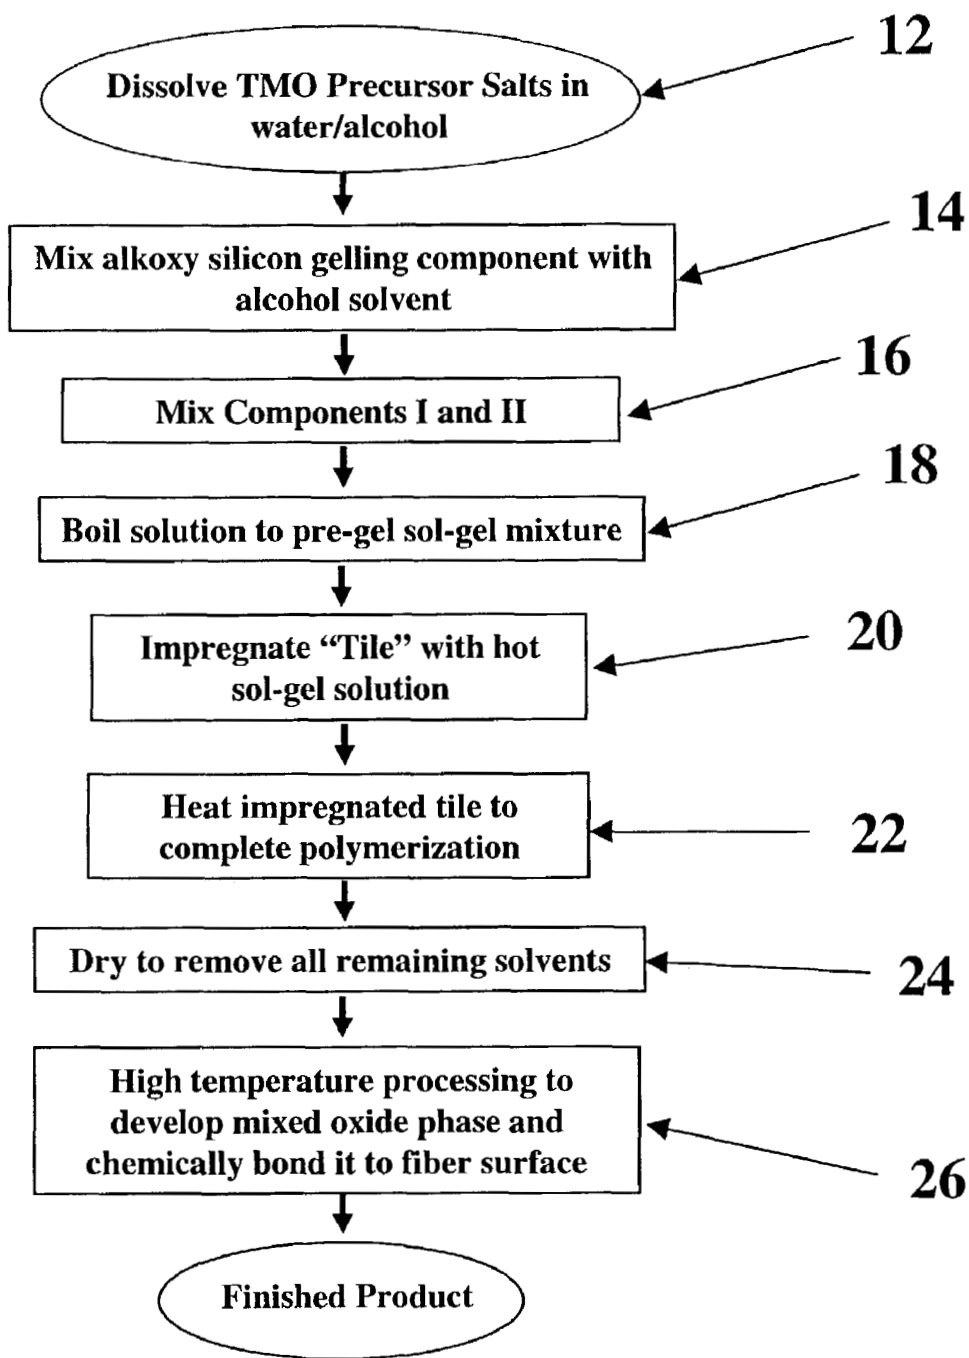 12
Dissolve TMO Precursor Salts in
water/alcohol
14
Mix alkoxy silicon gelling component with
alcohol solvent
16
Mix Components I and II
18
Boil solution to pre-gel sol-gel mixture
20
Impregnate “Tile” with hot
sol-gel solution
Heat impregnated tile to
complete polymerization
22
Dry to remove all remaining solvents
24
High temperature processing to
develop mixed oxide phase and
chemically bond it to fiber surface
26
Finished Product